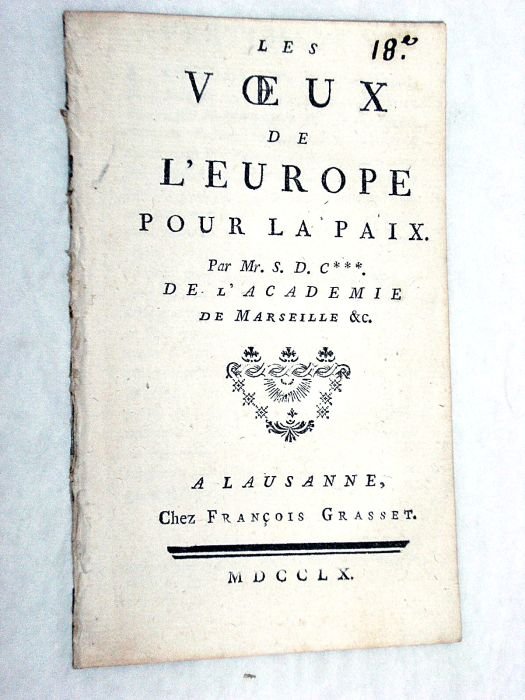 LES
18.e
VŒUX
DE
L'EUROPE
POUR LA PAIX.
Par Mr. S. D. C***.
DE L'ACADEMIE
DE MARSEILLE &c.
A LAUSANNE,
Chez FRANÇOIS GRASSET.
MDCCLX.